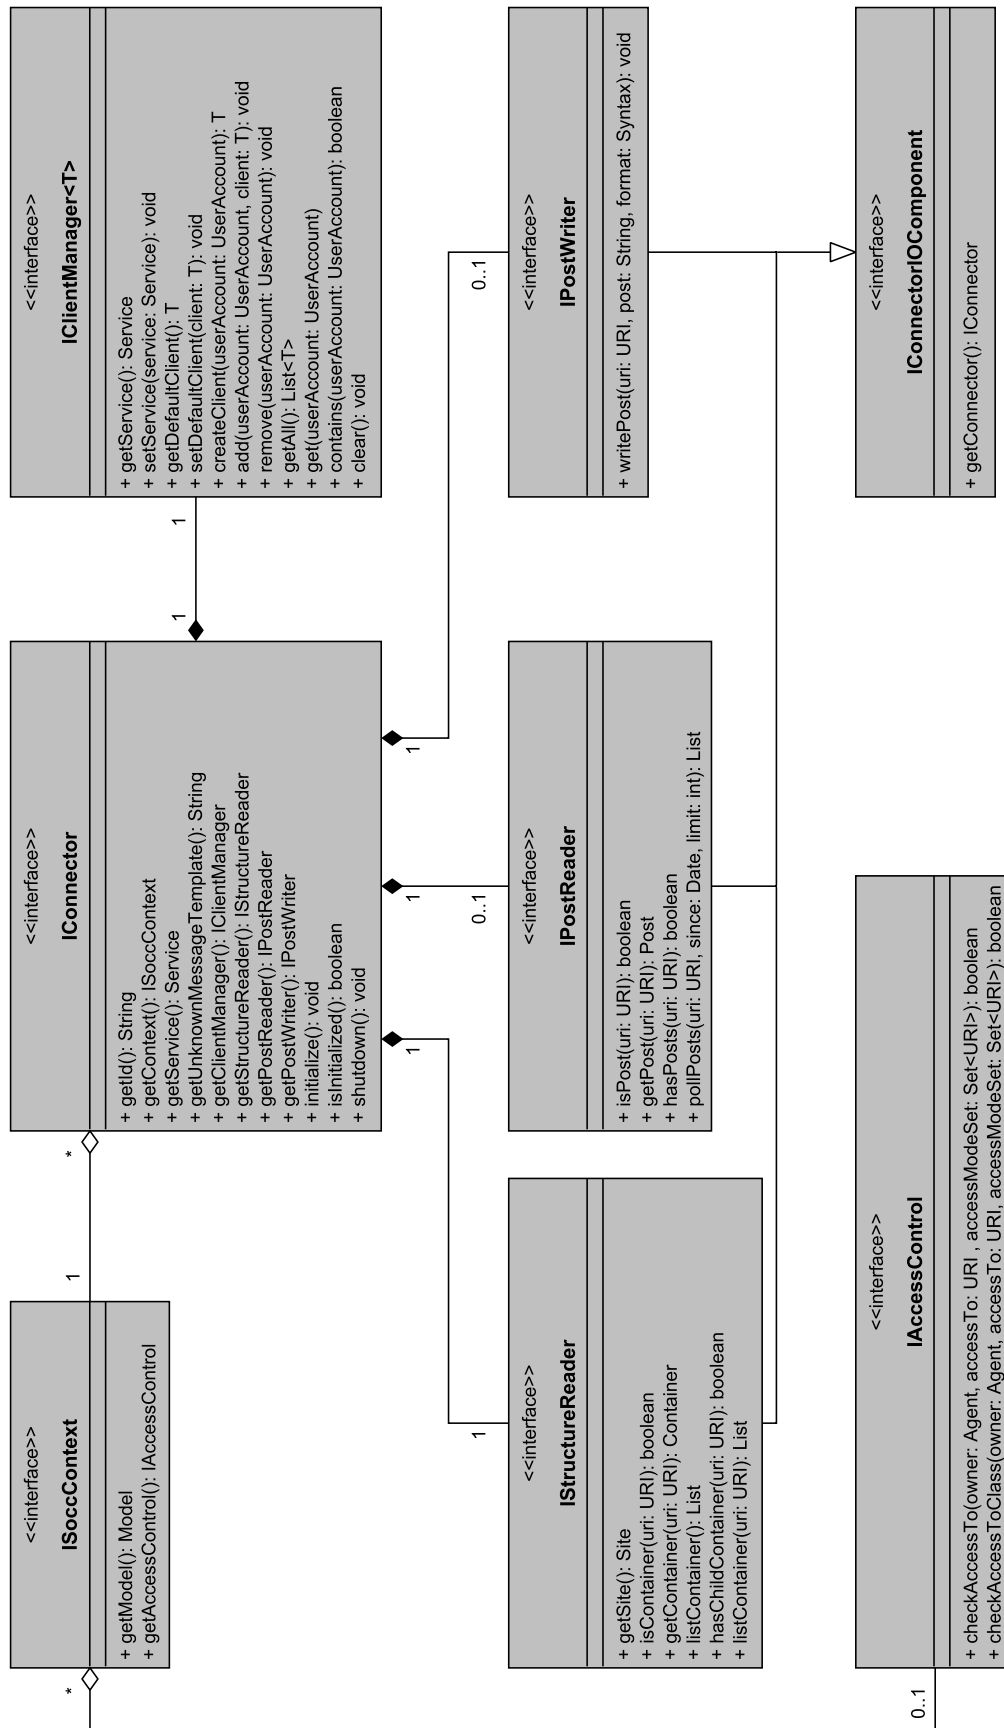 <<interface>>
ISoccContext
+ getModel(): Model
+ getAccessControl(): IAccessControl
*
1
*
<<interface>>
IConnector
+ getId(): String
+ getContext(): ISoccContext
+ getService(): Service
+ getUnknownMessageTemplate(): String
+ getClientManager(): IClientManager
+ getStructureReader(): IStructureReader
+ getPostReader(): IPostReader
+ getPostWriter(): IPostWriter
+ initialize(): void
+ isInitialized(): boolean
+ shutdown(): void
1
1
<<interface>>
IClientManager<T>
+ getService(): Service
+ setService(service: Service): void
+ getDefaultClient(): T
+ setDefaultClient(client: T): void
+ createClient(userAccount: UserAccount): T
+ add(userAccount: UserAccount, client: T): void
+ remove(userAccount: UserAccount): void
+ getAll(): List<T>
+ get(userAccount: UserAccount)
+ contains(userAccount: UserAccount): boolean
+ clear(): void
1
1
1
1
0..1
0..1
<<interface>>
IStructureReader
+ getSite(): Site
+ isContainer(uri: URI): boolean
+ getContainer(uri: URI): Container
+ listContainer(): List
+ hasChildContainer(uri: URI): boolean
+ listContainer(uri: URI): List
<<interface>>
IPostReader
+ isPost(uri: URI): boolean
+ getPost(uri: URI): Post
+ hasPosts(uri: URI): boolean
+ pollPosts(uri: URI, since: Date, limit: int): List
<<interface>>
IPostWriter
+ writePost(uri: URI, post: String, format: Syntax): void
<<interface>>
IAccessControl
+ checkAccessTo(owner: Agent, accessTo: URI , accessModeSet: Set<URI>): boolean
+ checkAccessToClass(owner: Agent, accessTo: URI, accessModeSet: Set<URI>): boolean
0..1
<<interface>>
IConnectorIOComponent
+ getConnector(): IConnector